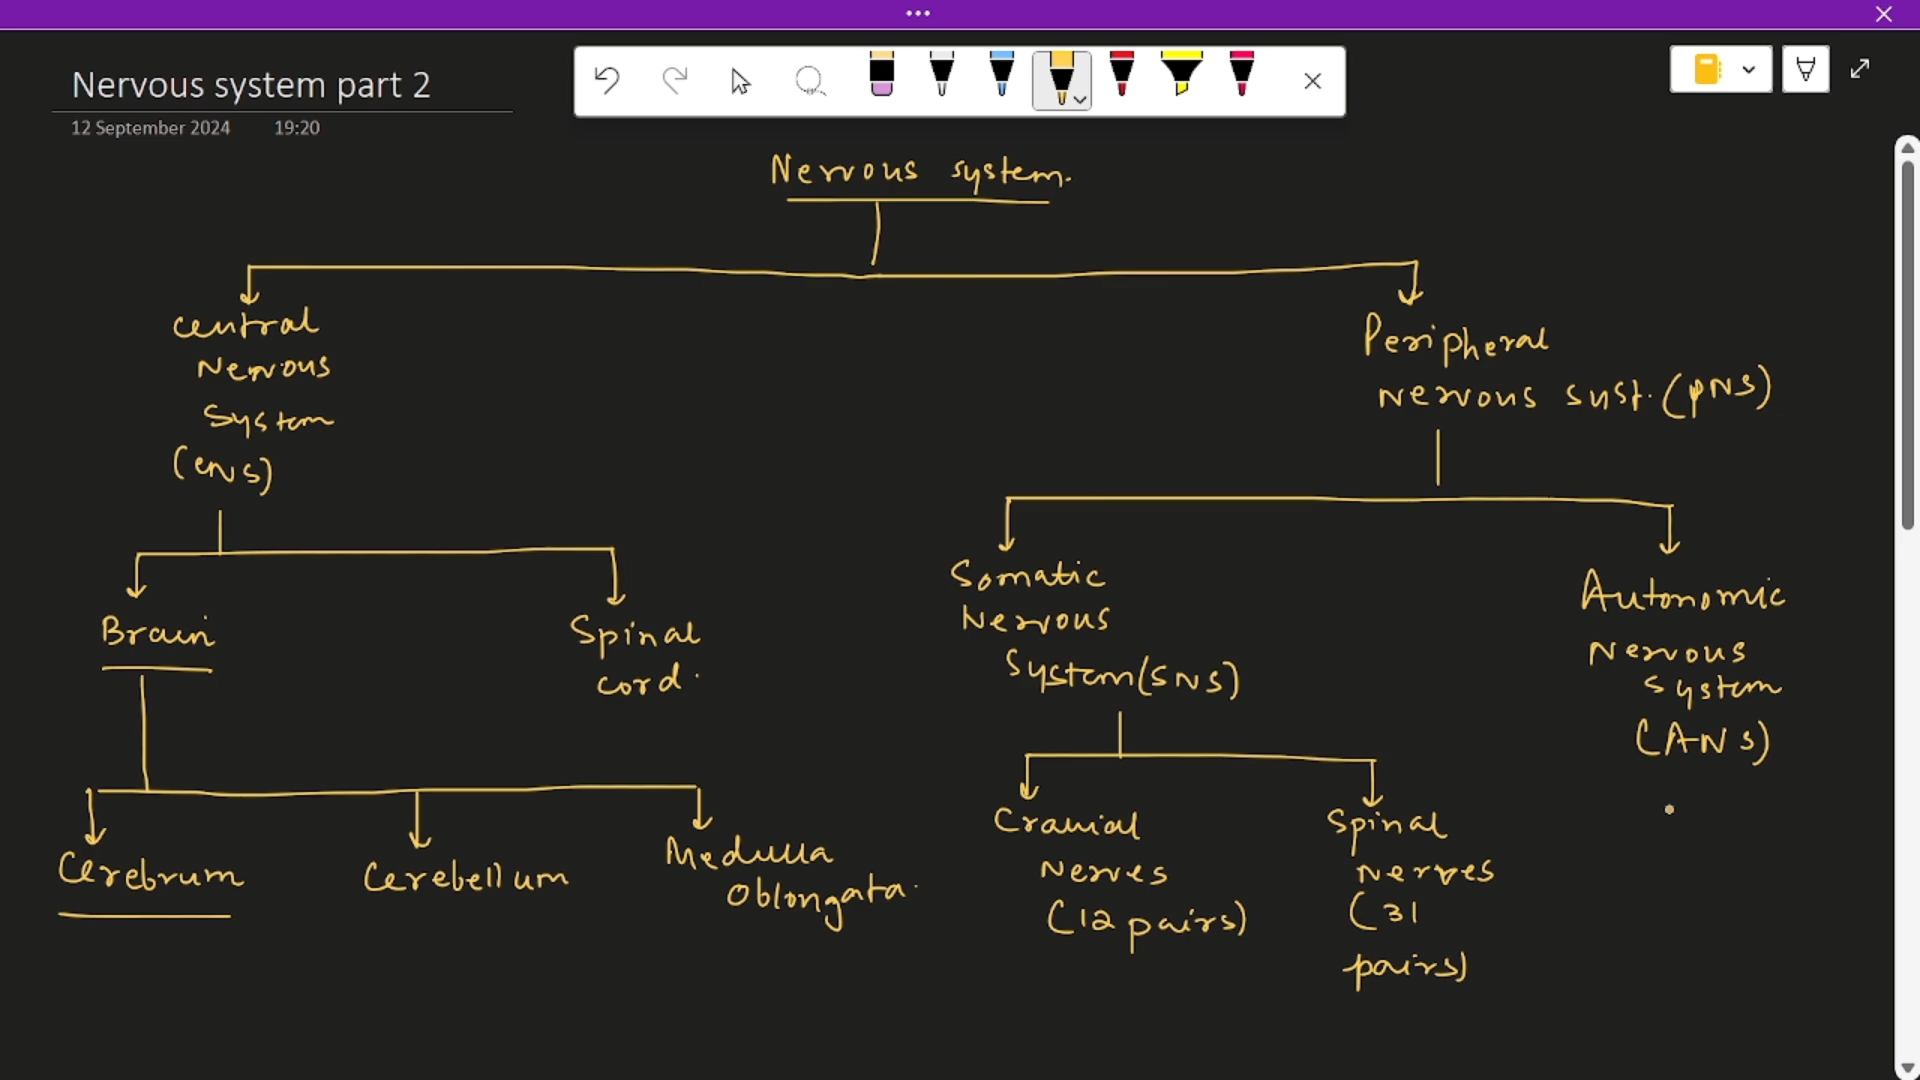 Nervous system part 2
12 September 2024 19:20
Nervous system.
Central
Nervous
System
(CNS)
Peripheral
Nervous syst. (PNS)
Brain
Spinal
cord.
Somatic
Nervous
System (SNS)
Autonomic
Nervous
System
(ANS)
Cerebrum
Cerebellum
Medulla
Oblongata.
Cranial
Nerves
(12 pairs)
Spinal
Nerves
(31
pairs)